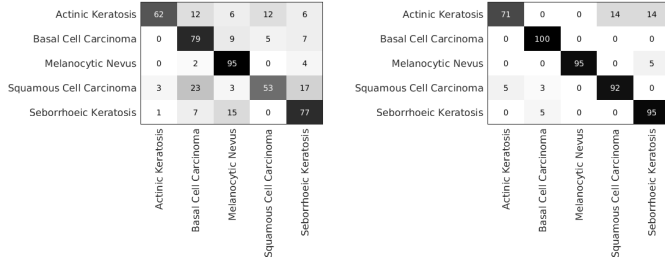 Actinic Keratosis 62 12 6 12 6
Basal Cell Carcinoma 0 79 9 5 7
Melanocytic Nevus 0 2 95 0 4
Squamous Cell Carcinoma 3 23 3 53 17
Seborrhoeic Keratosis 1 7 15 0 77
Actinic Keratosis
Basal Cell Carcinoma
Melanocytic Nevus
Squamous Cell Carcinoma
Seborrhoeic Keratosis
Actinic Keratosis 71 0 0 14 14
Basal Cell Carcinoma 0 100 0 0 0
Melanocytic Nevus 0 0 95 0 5
Squamous Cell Carcinoma 5 3 0 92 0
Seborrhoeic Keratosis 0 5 0 0 95
Actinic Keratosis
Basal Cell Carcinoma
Melanocytic Nevus
Squamous Cell Carcinoma
Seborrhoeic Keratosis